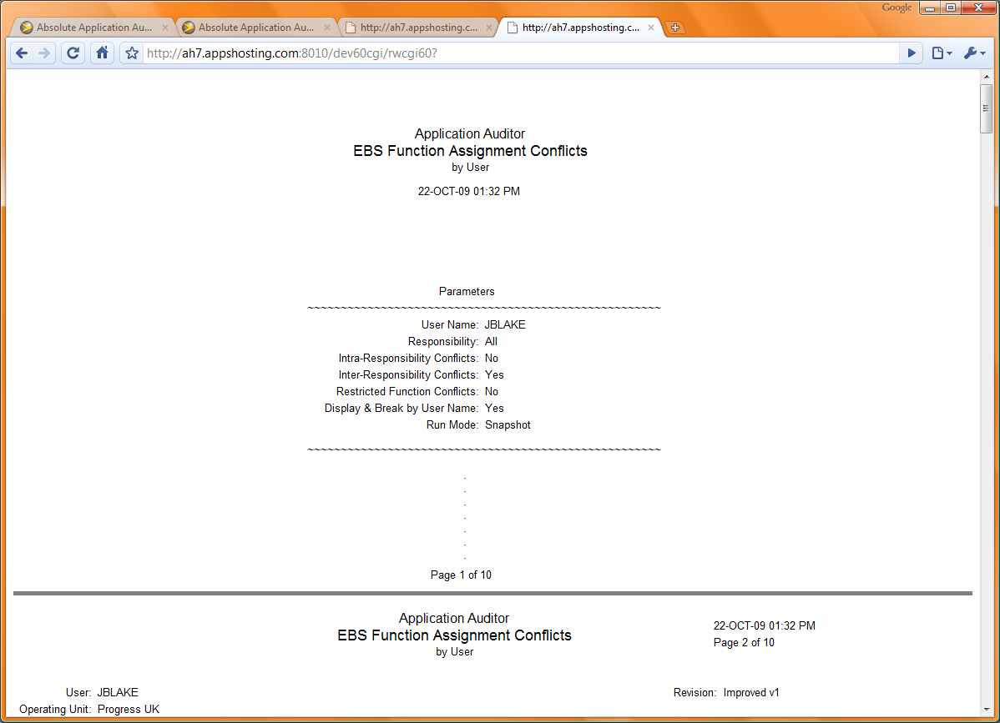 Google
Absolute Application Au...
Absolute Application Au...
http://ah7.appshosting.c...
http://ah7.appshosting.c...
http://ah7.appshosting.com:8010/dev60cgi/rwcgi60?
Application Auditor
EBS Function Assignment Conflicts
by User
22-OCT-09 01:32 PM
Parameters
~~~~~~~~~~~~~~~~~~~~~~~~~~~~~~~~~~~~~~~~~~~~~~~~~~~~~
User Name: JBLAKE
Responsibility: All
Intra-Responsibility Conflicts: No
Inter-Responsibility Conflicts: Yes
Restricted Function Conflicts: No
Display & Break by User Name: Yes
Run Mode: Snapshot
~~~~~~~~~~~~~~~~~~~~~~~~~~~~~~~~~~~~~~~~~~~~~~~~~~~~~
.
.
.
.
.
.
.
Page 1 of 10
Application Auditor
EBS Function Assignment Conflicts
by User
22-OCT-09 01:32 PM
Page 2 of 10
User: JBLAKE
Revision: Improved v1
Operating Unit: Progress UK